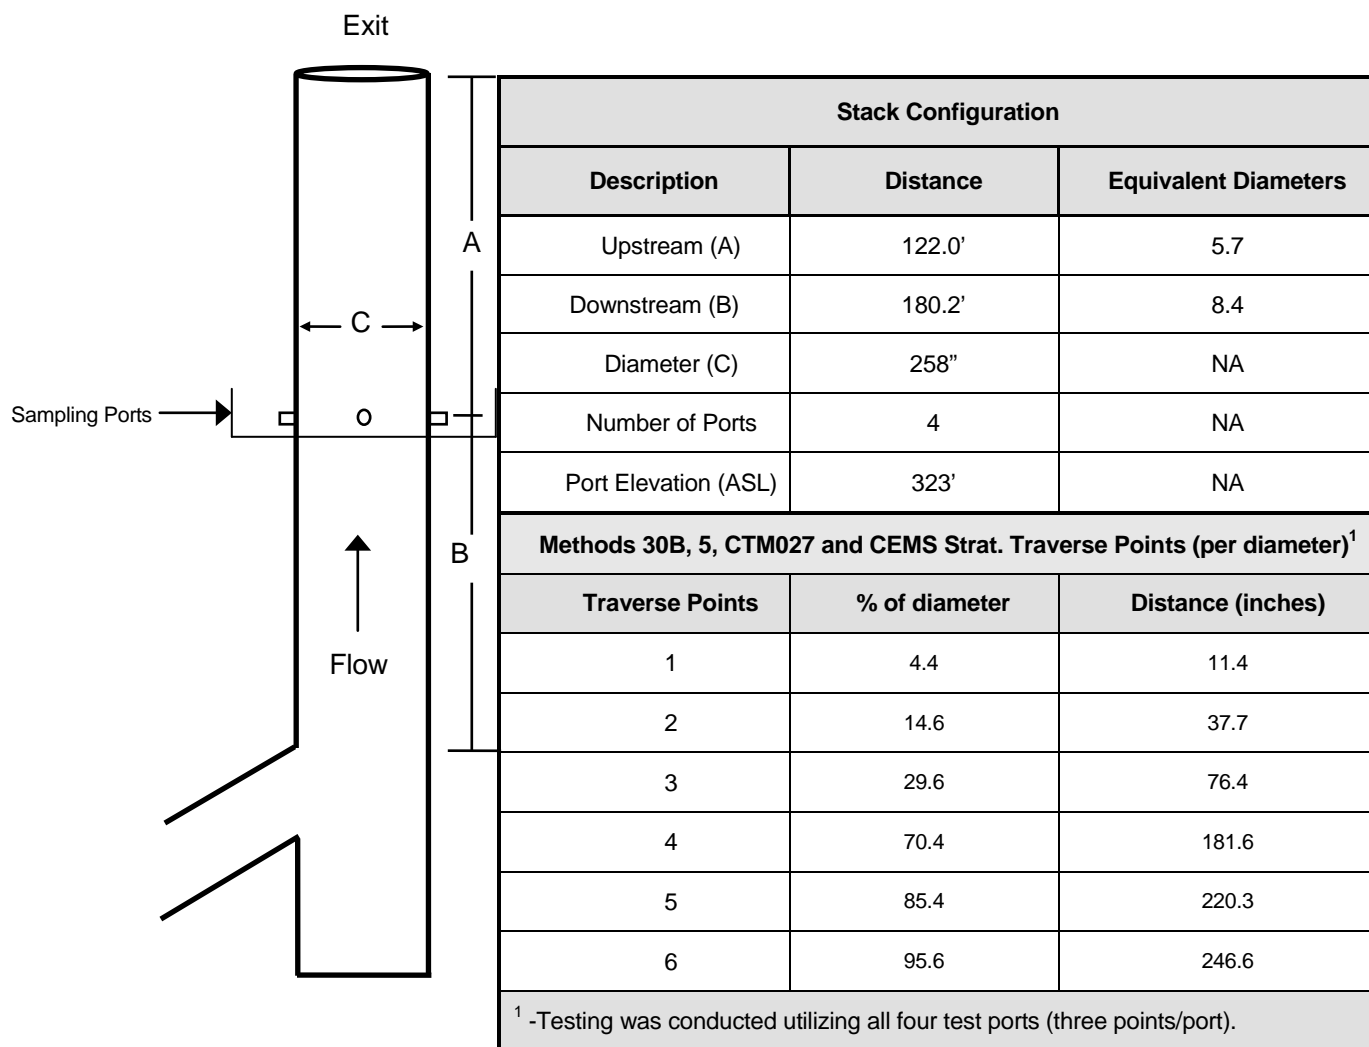 Exit
A
C
Sampling Ports
B
Flow
Stack Configuration
Description Distance Equivalent Diameters
Upstream (A) 122.0’ 5.7
Downstream (B) 180.2’ 8.4
Diameter (C) 258” NA
Number of Ports 4 NA
Port Elevation (ASL) 323’ NA
Methods 30B, 5, CTM027 and CEMS Strat. Traverse Points (per diameter)1
Traverse Points % of diameter Distance (inches)
1 4.4 11.4
2 14.6 37.7
3 29.6 76.4
4 70.4 181.6
5 85.4 220.3
6 95.6 246.6
1 -Testing was conducted utilizing all four test ports (three points/port).